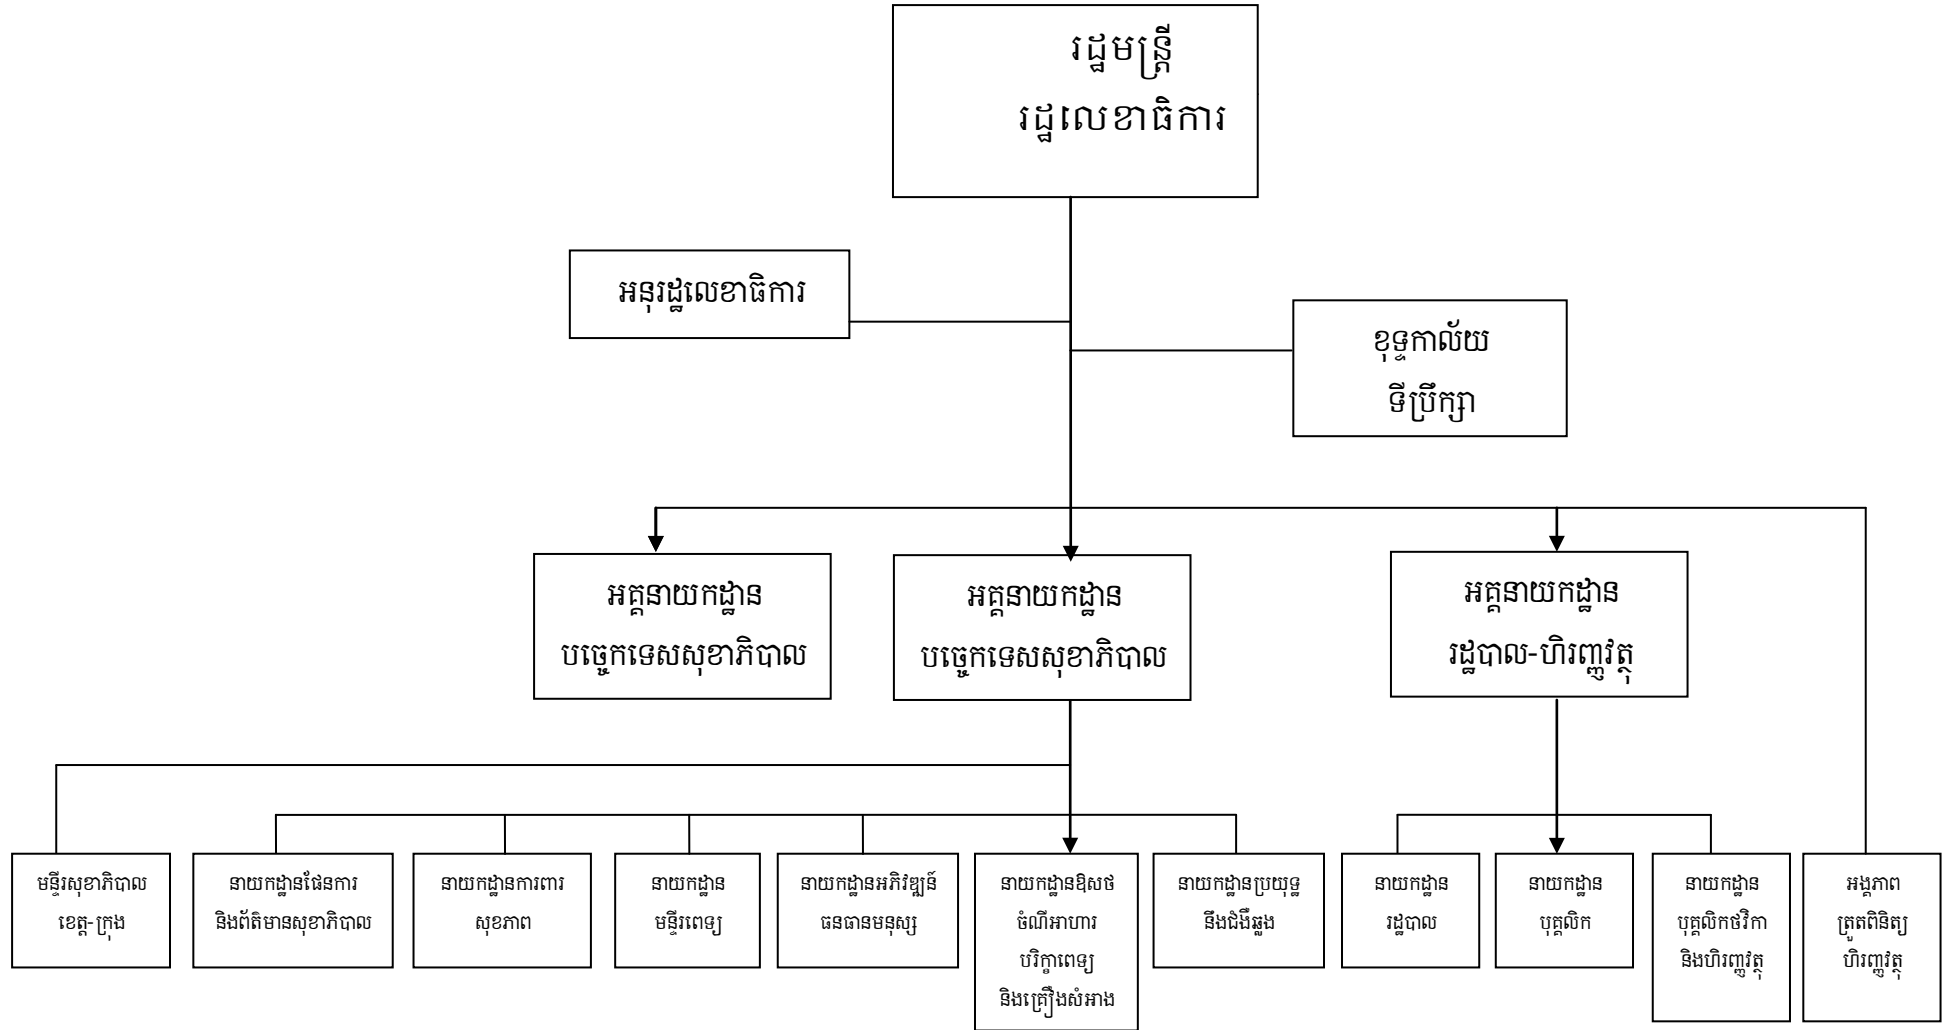 រដ្ឋមន្ត្រី
រដ្ឋលេខាធិការ
អនុរដ្ឋលេខាធិការ
ខុទ្ទកាល័យ
ទីប្រឹក្សា
អគ្គនាយកដ្ឋាន
បច្ចេកទេសសុខាភិបាល
អគ្គនាយកដ្ឋាន
បច្ចេកទេសសុខាភិបាល
អគ្គនាយកដ្ឋាន
រដ្ឋបាល-ហិរញ្ញវត្ថុ
មន្ទីរសុខាភិបាល
ខេត្ត-ក្រុង
នាយកដ្ឋានផែនការ
និងព័ត៌មានសុខាភិបាល
នាយកដ្ឋានការពារ
សុខភាព
នាយកដ្ឋាន
មន្ទីរពេទ្យ
នាយកដ្ឋានអភិវឌ្ឍន៍
ធនធានមនុស្ស
នាយកដ្ឋានឱសថ
ចំណីអាហារ
បរិក្ខាពេទ្យ
និងគ្រឿងសំអាង
នាយកដ្ឋានប្រយុទ្ធ
នឹងជំងឺឆ្លង
នាយកដ្ឋាន
រដ្ឋបាល
នាយកដ្ឋាន
បុគ្គលិក
នាយកដ្ឋាន
បុគ្គលិកថវិកា
និងហិរញ្ញវត្ថុ
អង្គភាព
ត្រួតពិនិត្យ
ហិរញ្ញវត្ថុ